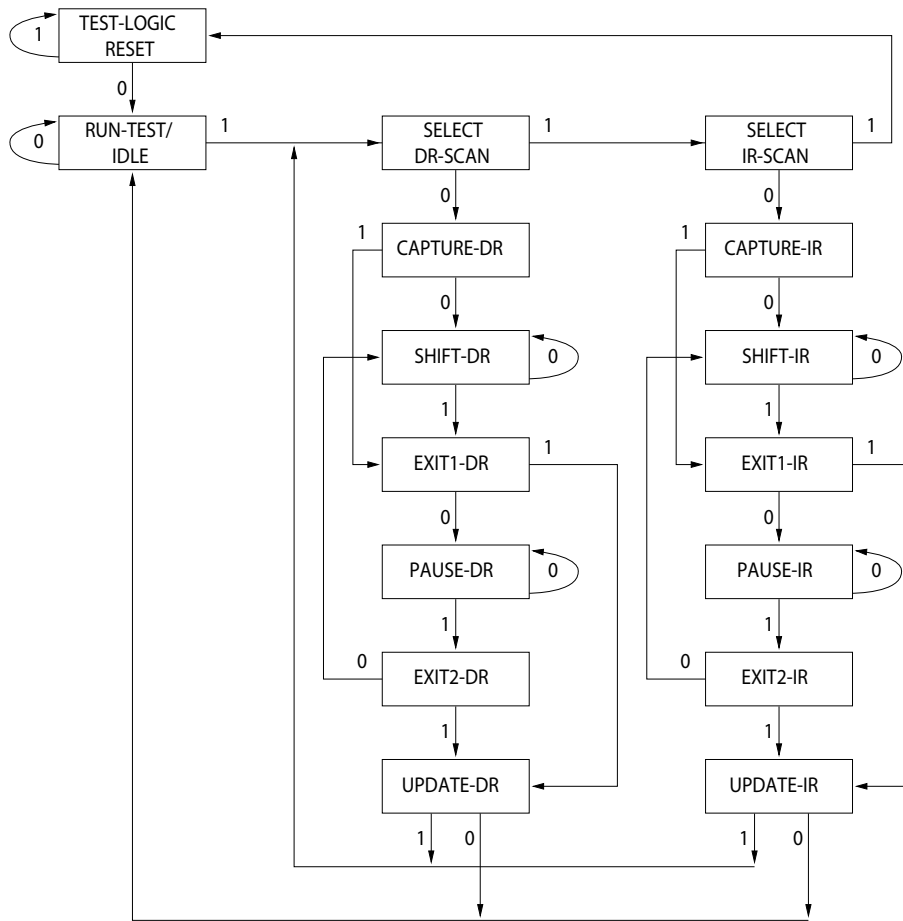 TEST-LOGIC
RESET
1
0
RUN-TEST/
IDLE
0
1
SELECT
DR-SCAN
1
SELECT
IR-SCAN
1
0
0
1
CAPTURE-DR
1
CAPTURE-IR
0
0
SHIFT-DR
0
SHIFT-IR
0
1
1
EXIT1-DR
1
EXIT1-IR
1
0
0
PAUSE-DR
0
PAUSE-IR
0
1
1
0
EXIT2-DR
0
EXIT2-IR
1
1
UPDATE-DR
UPDATE-IR
1
0
1
0